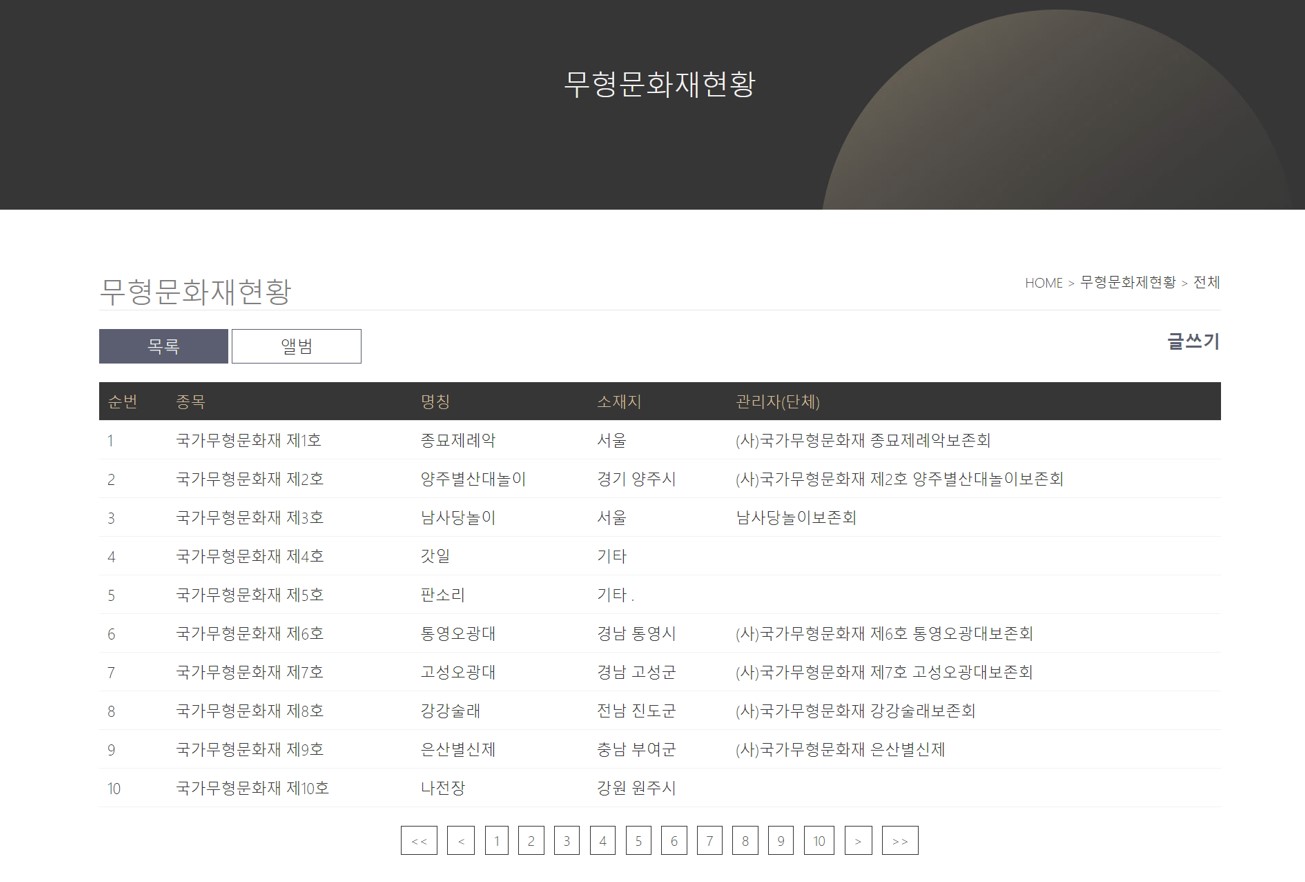 무형문화재현황
무형문화재현황
HOME > 무형문화제현황 > 전체
목록 앨범 글쓰기
순번 종목 명칭 소재지 관리자(단체)
1 국가무형문화재 제1호 종묘제례악 서울 (사)국가무형문화재 종묘제례악보존회
2 국가무형문화재 제2호 양주별산대놀이 경기 양주시 (사)국가무형문화재 제2호 양주별산대놀이보존회
3 국가무형문화재 제3호 남사당놀이 서울 남사당놀이보존회
4 국가무형문화재 제4호 갓일 기타
5 국가무형문화재 제5호 판소리 기타 .
6 국가무형문화재 제6호 통영오광대 경남 통영시 (사)국가무형문화재 제6호 통영오광대보존회
7 국가무형문화재 제7호 고성오광대 경남 고성군 (사)국가무형문화재 제7호 고성오광대보존회
8 국가무형문화재 제8호 강강술래 전남 진도군 (사)국가무형문화재 강강술래보존회
9 국가무형문화재 제9호 은산별신제 충남 부여군 (사)국가무형문화재 은산별신제
10 국가무형문화재 제10호 나전장 강원 원주시
<< < 1 2 3 4 5 6 7 8 9 10 > >>